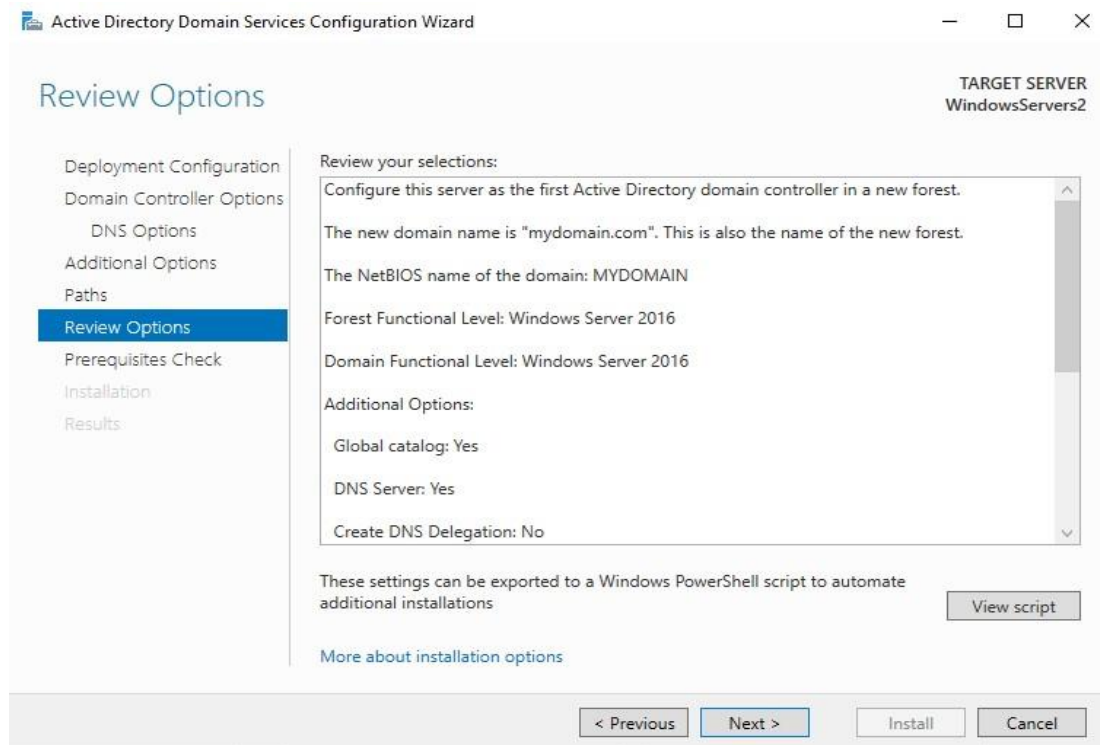 Active Directory Domain Services Configuration Wizard
Review Options
TARGET SERVER
WindowsServers2
Deployment Configuration
Domain Controller Options
DNS Options
Additional Options
Paths
Review Options
Prerequisites Check
Installation
Results
Review your selections:
Configure this server as the first Active Directory domain controller in a new forest.
The new domain name is "mydomain.com". This is also the name of the new forest.
The NetBIOS name of the domain: MYDOMAIN
Forest Functional Level: Windows Server 2016
Domain Functional Level: Windows Server 2016
Additional Options:
Global catalog: Yes
DNS Server: Yes
Create DNS Delegation: No
These settings can be exported to a Windows PowerShell script to automate
additional installations
View script
More about installation options
< Previous
Next >
Install
Cancel